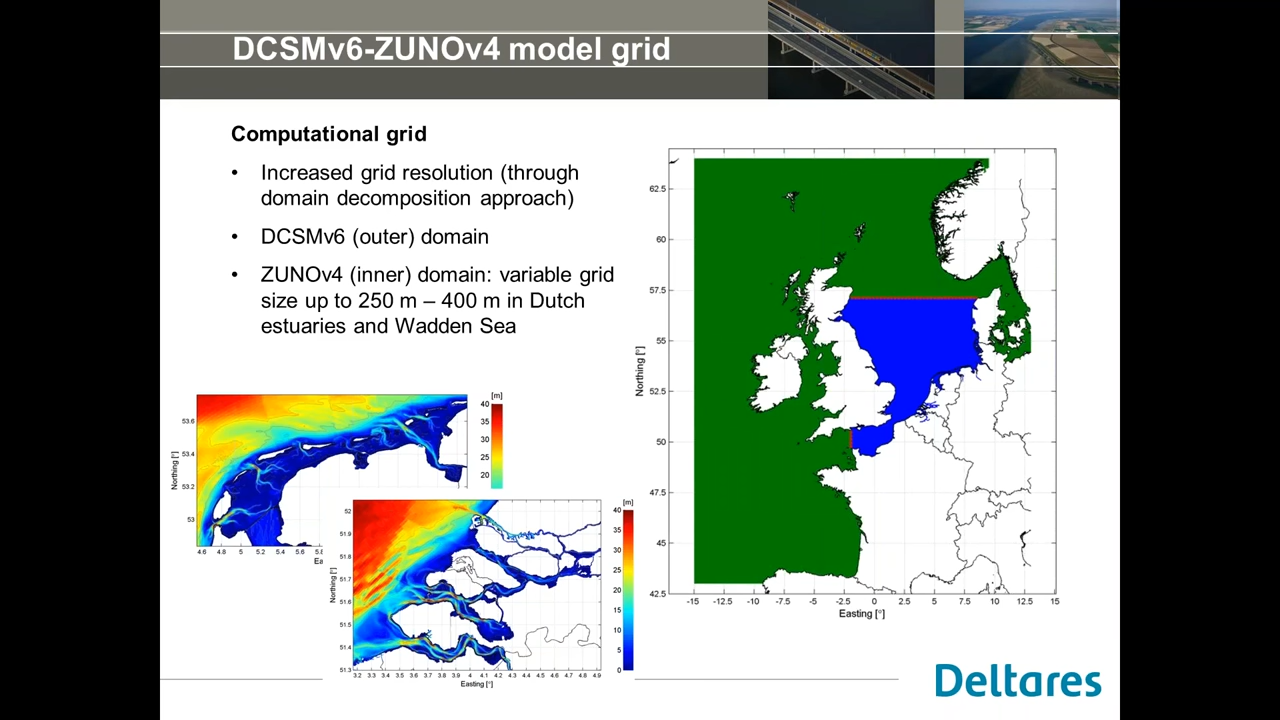 DCSMv6-ZUNOv4 model grid
Computational grid
• Increased grid resolution (through
domain decomposition approach)
• DCSMv6 (outer) domain
• ZUNOv4 (inner) domain: variable grid
size up to 250 m – 400 m in Dutch
estuaries and Wadden Sea
[m]
40
35
30
25
20
53.6
53.4
53.2
53
Northing [°]
4.6 4.8 5 5.2 5.4 5.6 5.8
Ea
[m]
40
35
30
25
20
15
10
5
0
52
51.9
51.8
51.7
51.6
51.5
51.4
51.3
Northing [°]
3.2 3.3 3.4 3.5 3.6 3.7 3.8 3.9 4 4.1 4.2 4.3 4.4 4.5 4.6 4.7 4.8 4.9
Easting [°]
62.5
60
57.5
55
52.5
50
47.5
45
42.5
Northing [°]
-15 -12.5 -10 -7.5 -5 -2.5 0 2.5 5 7.5 10 12.5 15
Easting [°]
Deltares